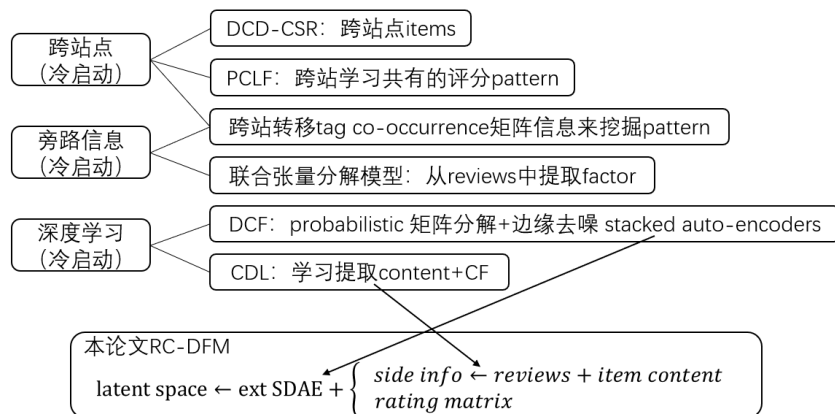 跨站点
（冷启动）
DCD-CSR：跨站点items
PCLF：跨站学习共有的评分pattern
跨站转移tag co-occurrence矩阵信息来挖掘pattern
旁路信息
（冷启动）
联合张量分解模型：从reviews中提取factor
深度学习
（冷启动）
DCF：probabilistic 矩阵分解+边缘去噪 stacked auto-encoders
CDL：学习提取content+CF
本论文RC-DFM
latent space ← ext SDAE + { side info ← reviews + item content
rating matrix